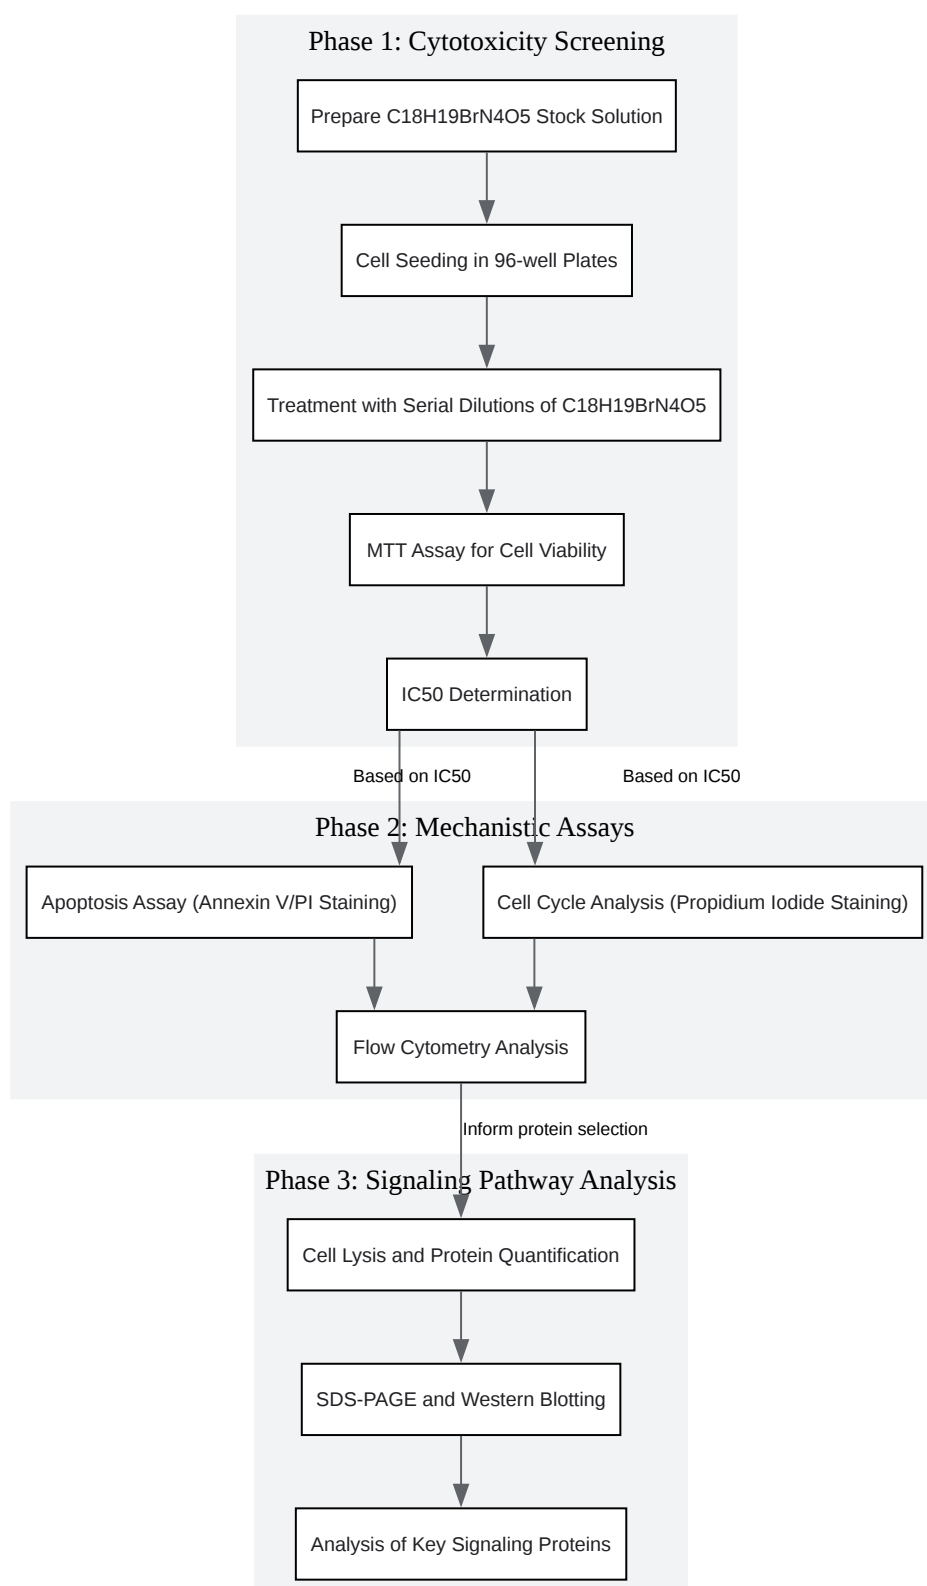 Phase 1: Cytotoxicity Screening
Prepare C18H19BrN4O5 Stock Solution
Cell Seeding in 96-well Plates
Treatment with Serial Dilutions of C18H19BrN4O5
MTT Assay for Cell Viability
IC50 Determination
Based on IC50
Based on IC50
Phase 2: Mechanistic Assays
Apoptosis Assay (Annexin V/PI Staining)
Cell Cycle Analysis (Propidium Iodide Staining)
Flow Cytometry Analysis
Inform protein selection
Phase 3: Signaling Pathway Analysis
Cell Lysis and Protein Quantification
SDS-PAGE and Western Blotting
Analysis of Key Signaling Proteins